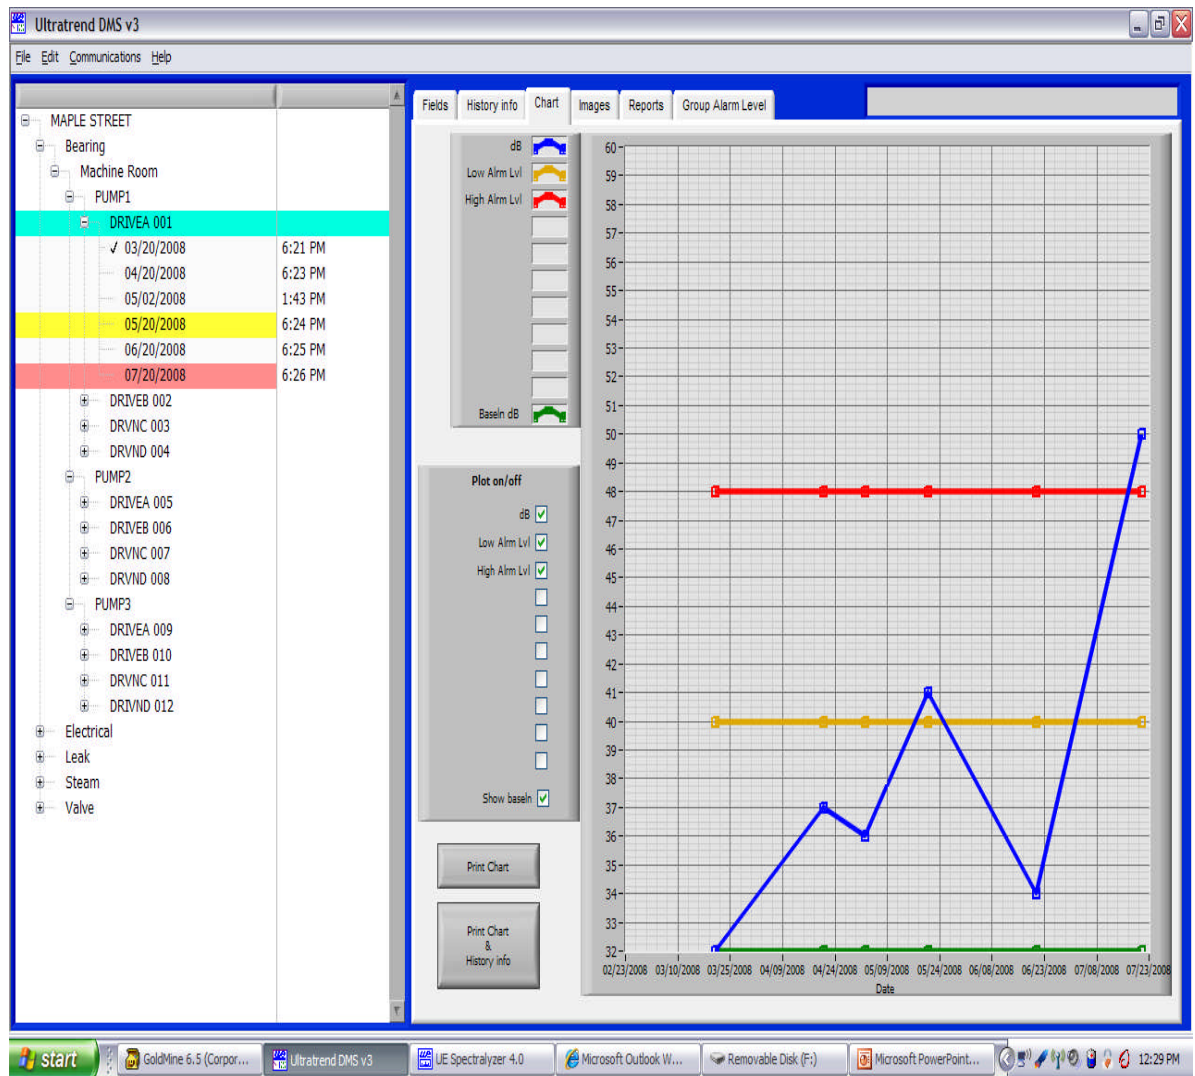 Ultratrend DMS v3
File Edit Communications Help
MAPLE STREET
Bearing
Machine Room
PUMP1
DRIVEA 001
✓ 03/20/2008 6:21 PM
04/20/2008 6:23 PM
05/02/2008 1:43 PM
05/20/2008 6:24 PM
06/20/2008 6:25 PM
07/20/2008 6:26 PM
DRIVEB 002
DRVNC 003
DRVND 004
PUMP2
DRIVEA 005
DRIVEB 006
DRVNC 007
DRVND 008
PUMP3
DRIVEA 009
DRIVEB 010
DRVNC 011
DRIVND 012
Electrical
Leak
Steam
Valve
Fields History info Chart Images Reports Group Alarm Level
dB
Low Alrm Lvl
High Alrm Lvl
Baseln dB
Plot on/off
dB
Low Alrm Lvl
High Alrm Lvl
Show baseln
Print Chart
Print Chart
&
History info
60
59
58
57
56
55
54
53
52
51
50
49
48
47
46
45
44
43
42
41
40
39
38
37
36
35
34
33
32
02/23/2008 03/10/2008 03/25/2008 04/09/2008 04/24/2008 05/09/2008 05/24/2008 06/08/2008 06/23/2008 07/08/2008 07/23/2008
Date
start GoldMine 6.5 (Corpor... Ultratrend DMS v3 UE Spectralyzer 4.0 Microsoft Outlook W... Removable Disk (F:) Microsoft PowerPoint... 12:29 PM